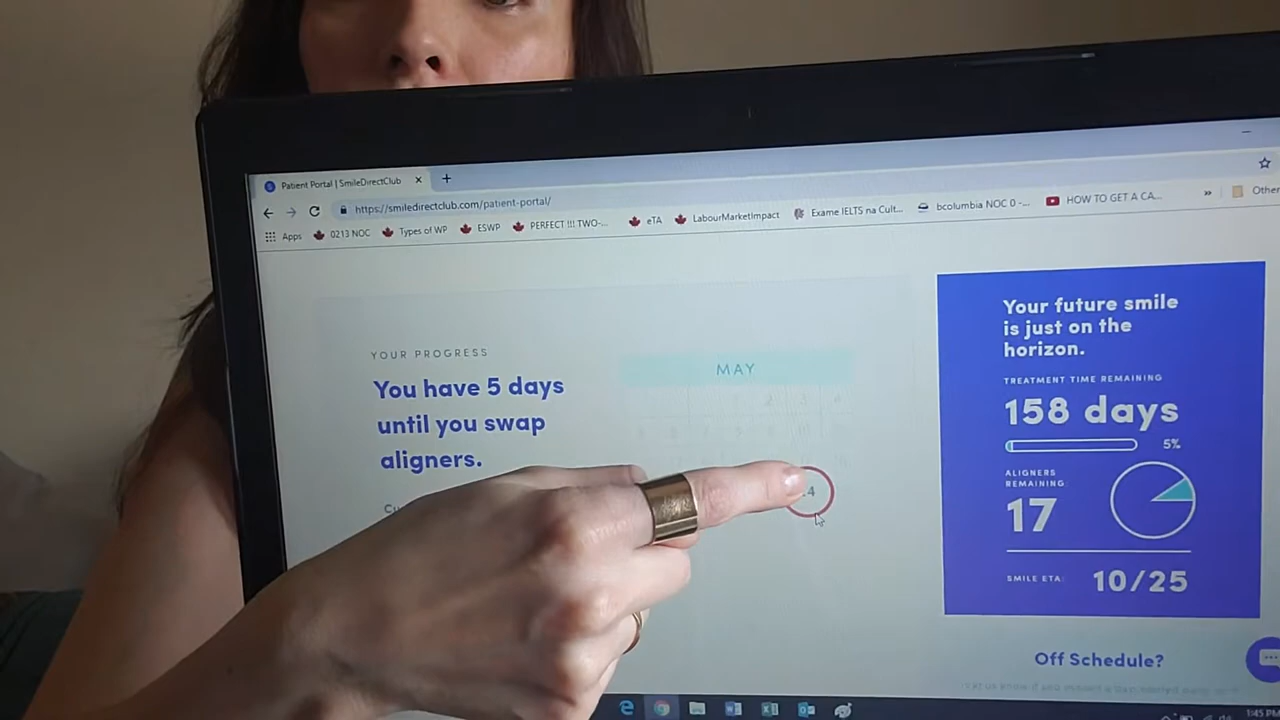 Patient Portal | SmileDirectClub
https://smiledirectclub.com/patient-portal/
Apps 0213 NOC Types of WP ESWP PERFECT !!! TWO-... eTA LabourMarketImpact Exame IELTS na Cult... bcolumbia NOC 0 -... HOW TO GET A CA... » Other
YOUR PROGRESS
You have 5 days
until you swap
aligners.
MAY
Your future smile
is just on the
horizon.
TREATMENT TIME REMAINING
158 days
5%
ALIGNERS
REMAINING:
17
SMILE ETA: 10/25
Off Schedule?
1:45 PM